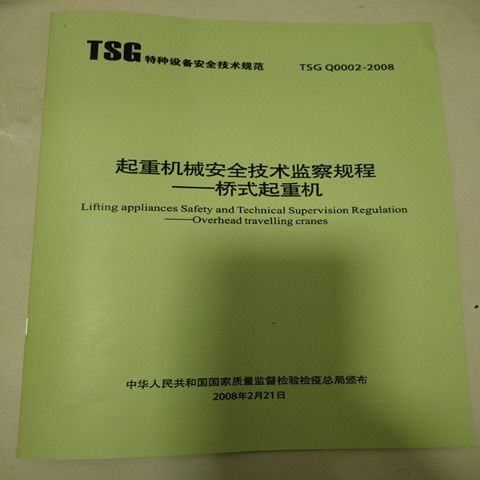 TSG 特种设备安全技术规范 TSG Q0002-2008
起重机械安全技术监察规程
——桥式起重机
Lifting appliances Safety and Technical Supervision Regulation
——Overhead travelling cranes
中华人民共和国国家质量监督检验检疫总局颁布
2008年2月21日